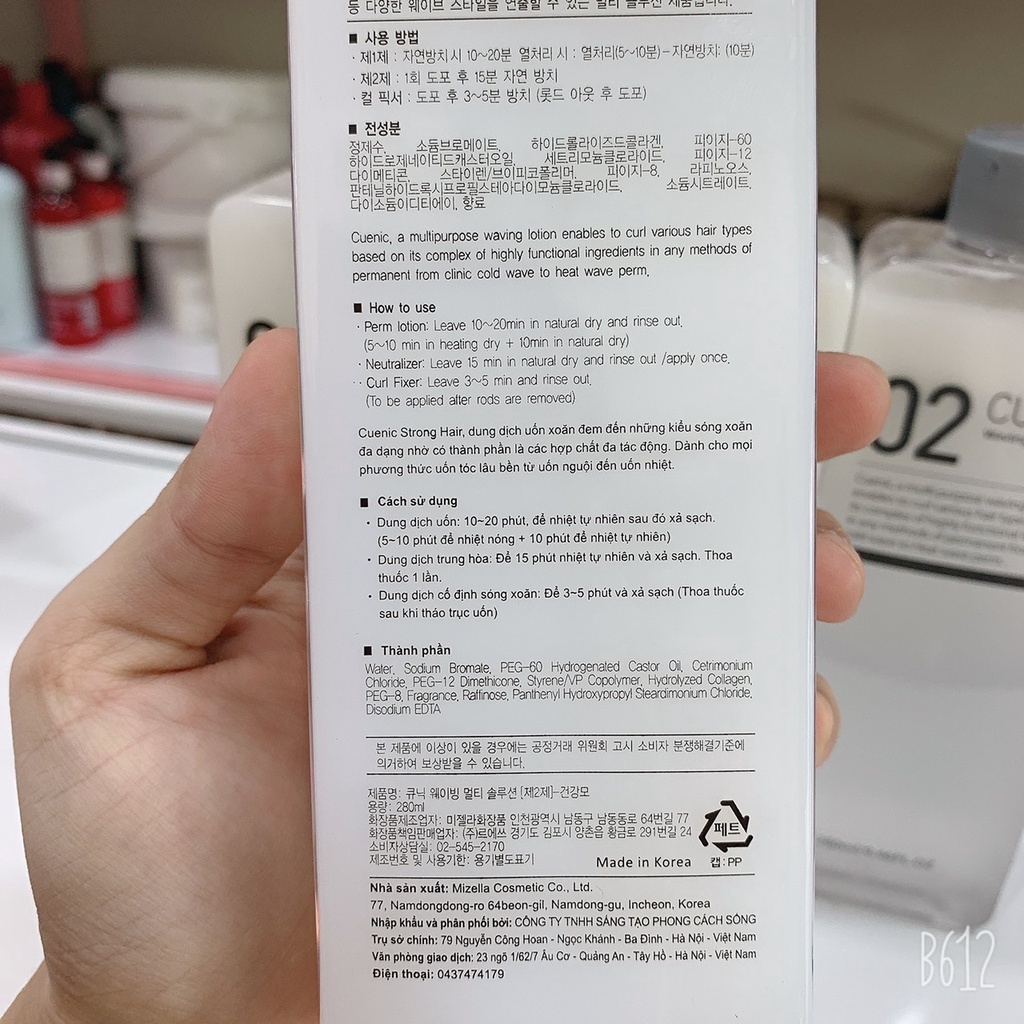 등 다양한 웨이브 스타일을 연출할 수 있는 멀티 솔루션 제품입니다.
■ 사용 방법
· 제1제 : 자연방치 시 10~20분 열처리 시 : 열처리(5~10분)-자연방치: (10분)
· 제2제 : 1회 도포 후 15분 자연 방치
· 컬 픽서 : 도포 후 3~5분 방치 (롯드 아웃 후 도포)
■ 전성분
정제수, 소듐브로메이트, 하이드롤라이즈드콜라겐, 피이지-60
하이드로제네이티드캐스터오일, 세트리모늄클로라이드, 피이지-12
다이메티콘, 스타이렌/브이피코폴리머, 피이지-8, 라피노오스,
판테닐하이드록시프로필스테아다이모늄클로라이드, 소듐시트레이트,
다이소듐이디티에이, 향료
Cuenic, a multipurpose waving lotion enables to curl various hair types
based on its complex of highly functional ingredients in any methods of
permanent from clinic cold wave to heat wave perm.
■ How to use
· Perm lotion: Leave 10~20min in natural dry and rinse out.
(5~10 min in heating dry + 10min in natural dry)
· Neutralizer: Leave 15 min in natural dry and rinse out /apply once.
·· Curl Fixer: Leave 3~5 min and rinse out.
(To be applied alter rods are removed)
Cuenic Strong Hair, dung dịch uốn xoăn đem đến những kiểu sóng xoăn
đa dạng nhờ có thành phần là các hợp chất đa tác động. Dành cho mọi
phương thức uốn tóc lâu bền từ uốn nguội đến uốn nhiệt.
■ Cách sử dụng
· Dung dịch uốn: 10~20 phút, để nhiệt tự nhiên sau đó xả sạch.
(5~10 phút để nhiệt nóng + 10 phút để nhiệt tự nhiên)
· Dung dịch trung hòa: Để 15 phút nhiệt tự nhiên và xả sạch. Thoa
thuốc 1 lần.
· Dung dịch cố định sóng xoăn: Để 3~5 phút và xả sạch (Thoa thuốc
sau khi tháo trục uốn)
■ Thành phần
Water, Sodium Bromate, PEG-60 Hydrogenated Castor Oil, Cetrimonium
Chloride, PEG-12 Dimethicone, Styrene/VP Copolymer, Hydrolyzed Collagen,
PEG-8, Fragrance, Raffinose, Panthenyl Hydroxypropyl Steardimonium Chloride,
Disodium EDTA
본 제품에 이상이 있을 경우에는 공정거래 위원회 고시 소비자 분쟁해결기준에
의거하여 보상받을 수 있습니다.
제품명: 큐닉 웨이빙 멀티 솔루션 [제2제]-건강모
용량: 280ml
화장품제조업자: 미젤라화장품 인천광역시 남동구 남동동로 64번길 77
화장품책임판매업자: (주)르에쓰 경기도 김포시 양촌읍 황금로 291번길 24
소비자상담실: 02-545-2170
제조번호 및 사용기한: 용기별도표기
Made in Korea
페트
캡:PP
Nhà sản xuất: Mizella Cosmetic Co., Ltd.
77, Namdongdong-ro 64beon-gil, Namdong-gu, Incheon, Korea
Nhập khẩu và phân phối bởi: CÔNG TY TNHH SÁNG TẠO PHONG CÁCH SỐNG
Trụ sở chính: 79 Nguyễn Công Hoan - Ngọc Khánh - Ba Đình - Hà Nội - Việt Nam
Văn phòng giao dịch: 23 ngõ 1/62/7 Âu Cơ - Quảng An - Tây Hồ - Hà Nội - Việt Nam
Điện thoại: 0437474179
02 CU
B612